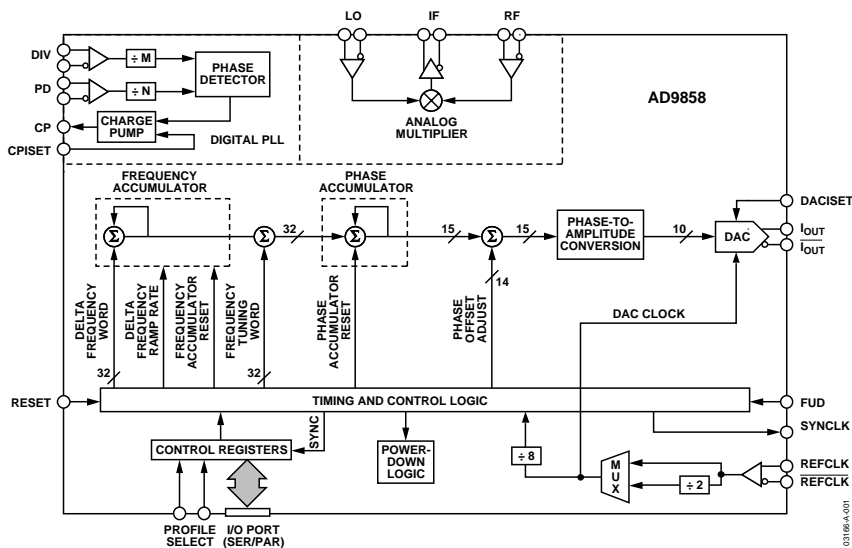 LO IF RF
DIV
÷ M
PHASE
DETECTOR
PD
÷ N
CP
CHARGE
PUMP
DIGITAL PLL
CPISET
ANALOG
MULTIPLIER
AD9858
FREQUENCY
ACCUMULATOR
PHASE
ACCUMULATOR
Σ
Σ
32
Σ
15
Σ
15
PHASE-TO-
AMPLITUDE
CONVERSION
10
DAC
DACISET
IOUT
IOUT
14
DELTA
FREQUENCY
WORD
DELTA
FREQUENCY
RAMP RATE
FREQUENCY
ACCUMULATOR
RESET
FREQUENCY
TUNING
WORD
PHASE
ACCUMULATOR
RESET
PHASE
OFFSET
ADJUST
DAC CLOCK
32
32
RESET
TIMING AND CONTROL LOGIC
FUD
SYNCLK
SYNC
CONTROL REGISTERS
POWER-
DOWN
LOGIC
÷ 8
MUX
÷ 2
REFCLK
REFCLK
PROFILE
SELECT
I/O PORT
(SER/PAR)
03166-A-001